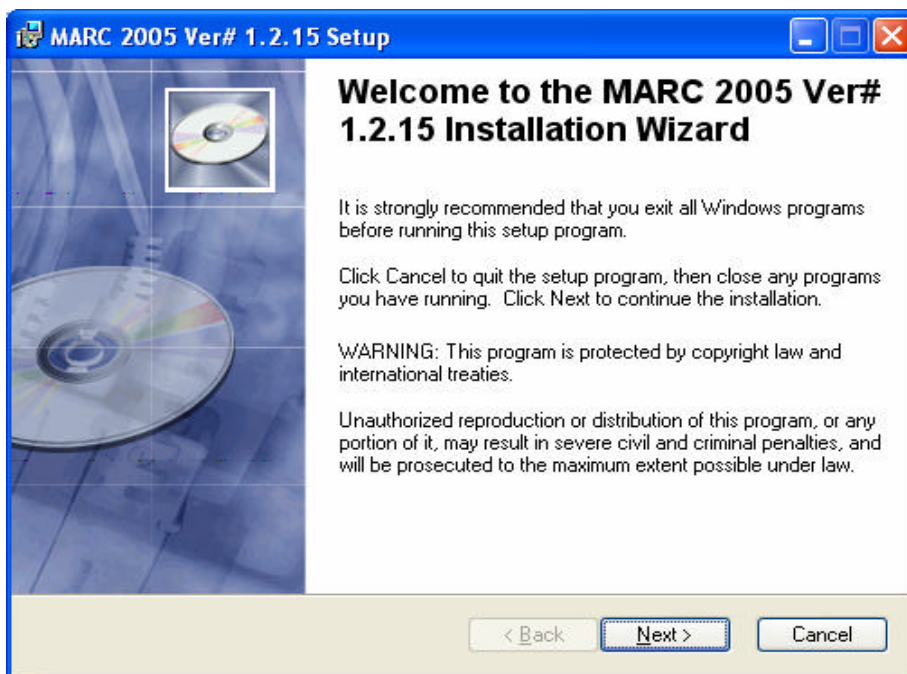 MARC 2005 Ver# 1.2.15 Setup
Welcome to the MARC 2005 Ver#
1.2.15 Installation Wizard
It is strongly recommended that you exit all Windows programs
before running this setup program.
Click Cancel to quit the setup program, then close any programs
you have running.  Click Next to continue the installation.
WARNING: This program is protected by copyright law and
international treaties.
Unauthorized reproduction or distribution of this program, or any
portion of it, may result in severe civil and criminal penalties, and
will be prosecuted to the maximum extent possible under law.
< Back Next > Cancel